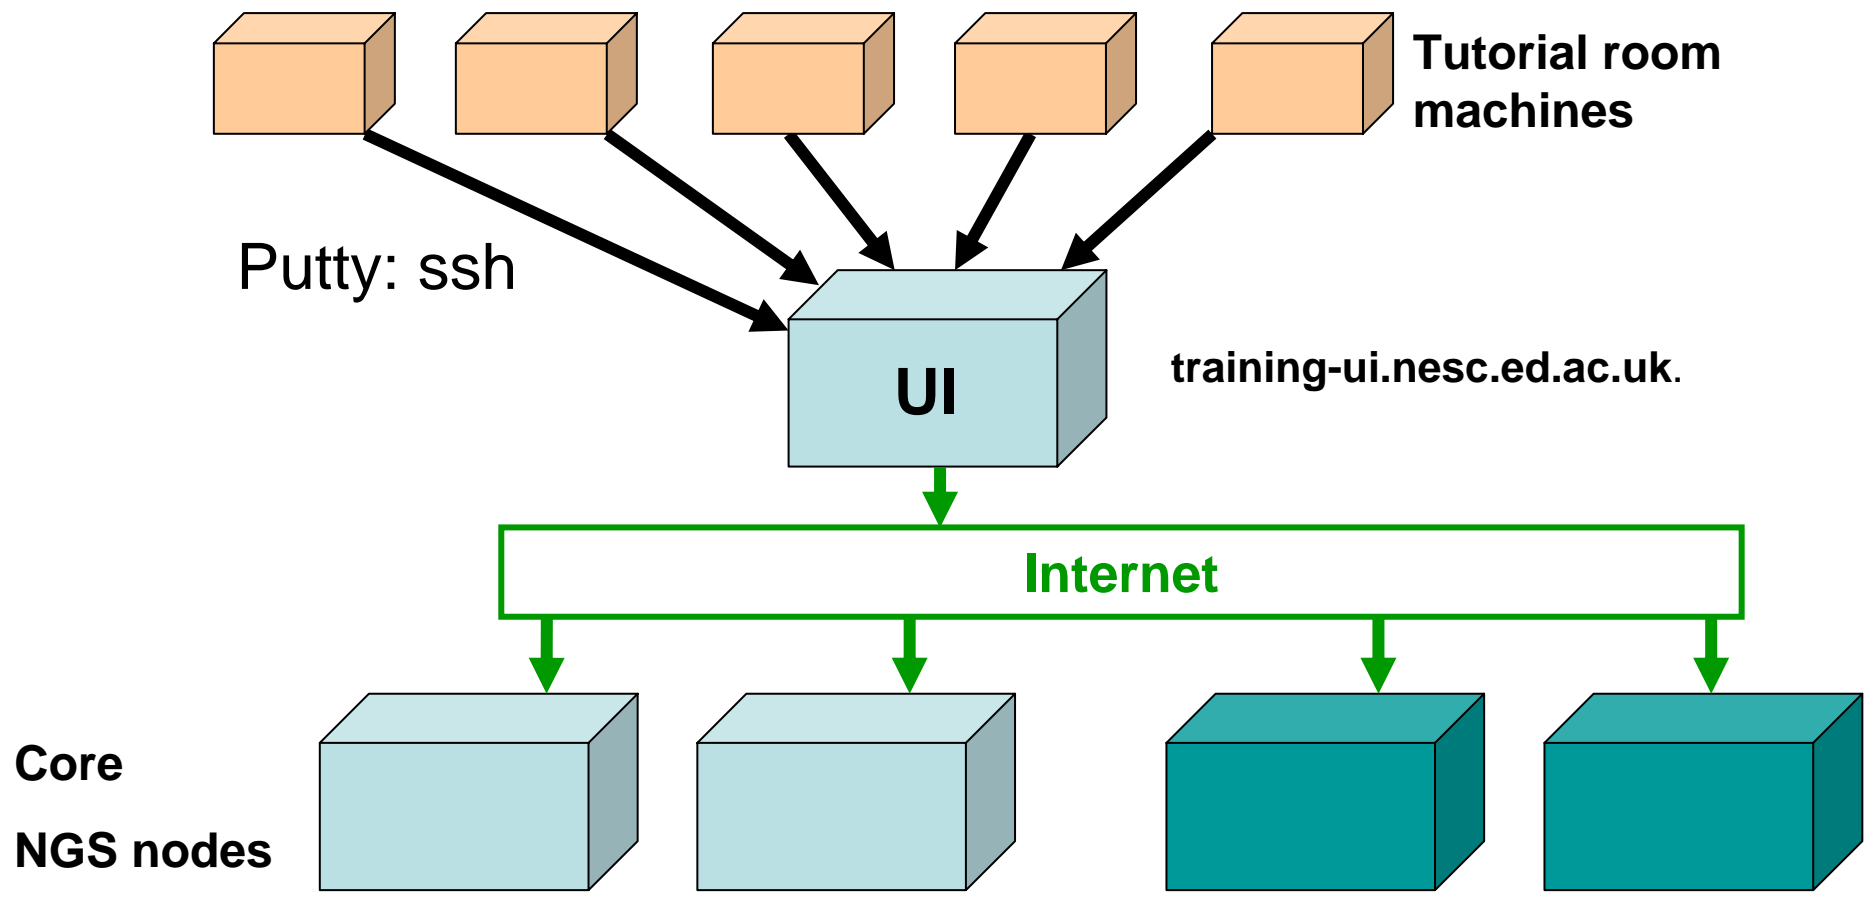 Tutorial room
machines
Putty: ssh
UI
training-ui.nesc.ed.ac.uk.
Internet
Core
NGS nodes